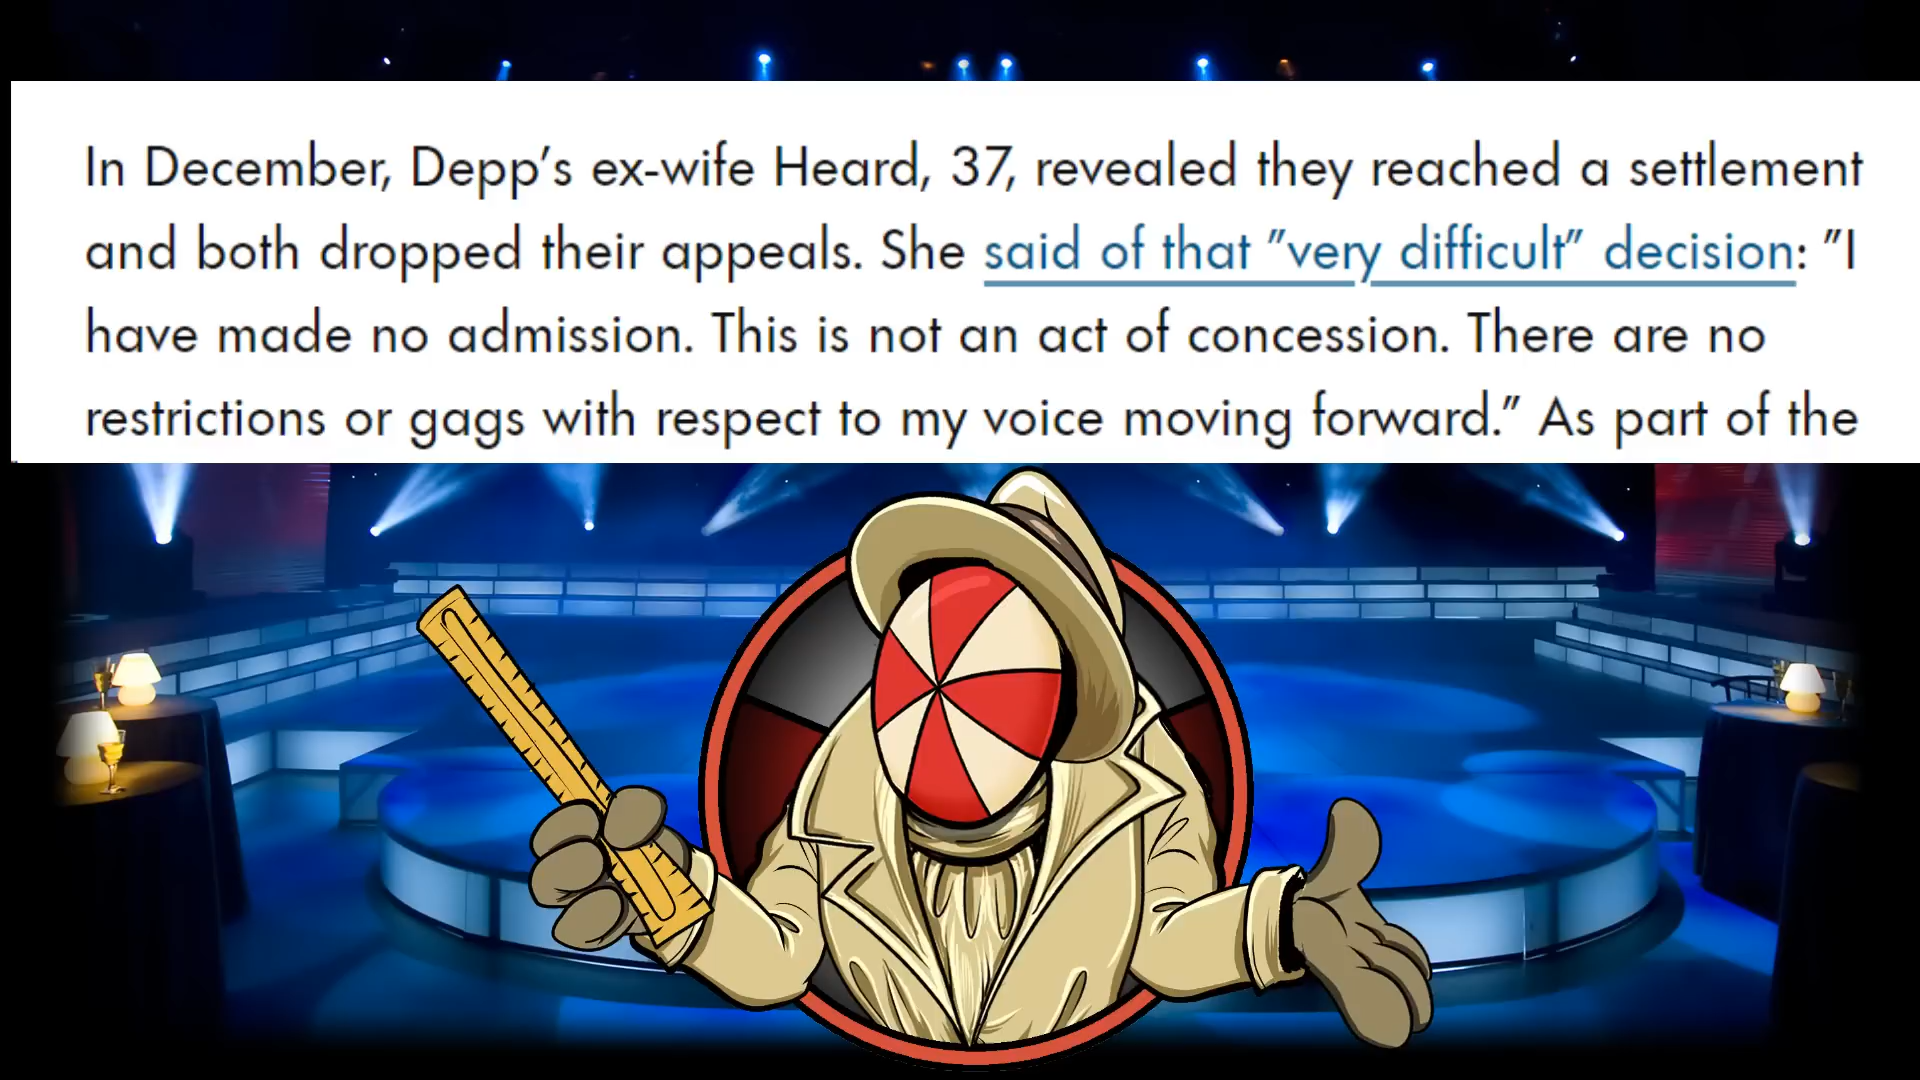 In December, Depp’s ex-wife Heard, 37, revealed they reached a settlement
and both dropped their appeals. She said of that ”very difficult” decision: ”I
have made no admission. This is not an act of concession. There are no
restrictions or gags with respect to my voice moving forward.” As part of the